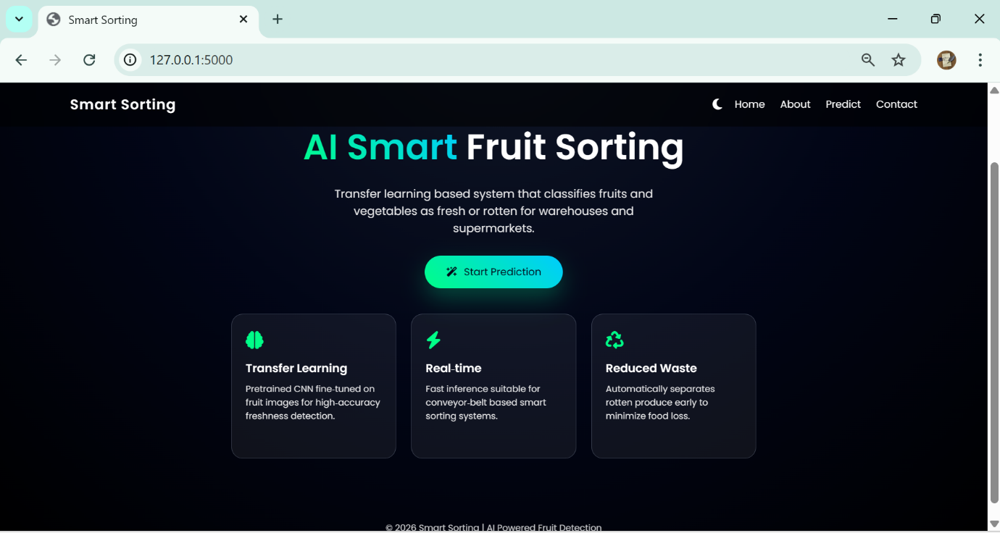 Smart Sorting
127.0.0.1:5000
Smart Sorting
Home About Predict Contact
AI Smart Fruit Sorting
Transfer learning based system that classifies fruits and
vegetables as fresh or rotten for warehouses and
supermarkets.
Start Prediction
Transfer Learning
Pretrained CNN fine-tuned on
fruit images for high-accuracy
freshness detection.
Real-time
Fast inference suitable for
conveyor-belt based smart
sorting systems.
Reduced Waste
Automatically separates
rotten produce early to
minimize food loss.
© 2026 Smart Sorting | AI Powered Fruit Detection